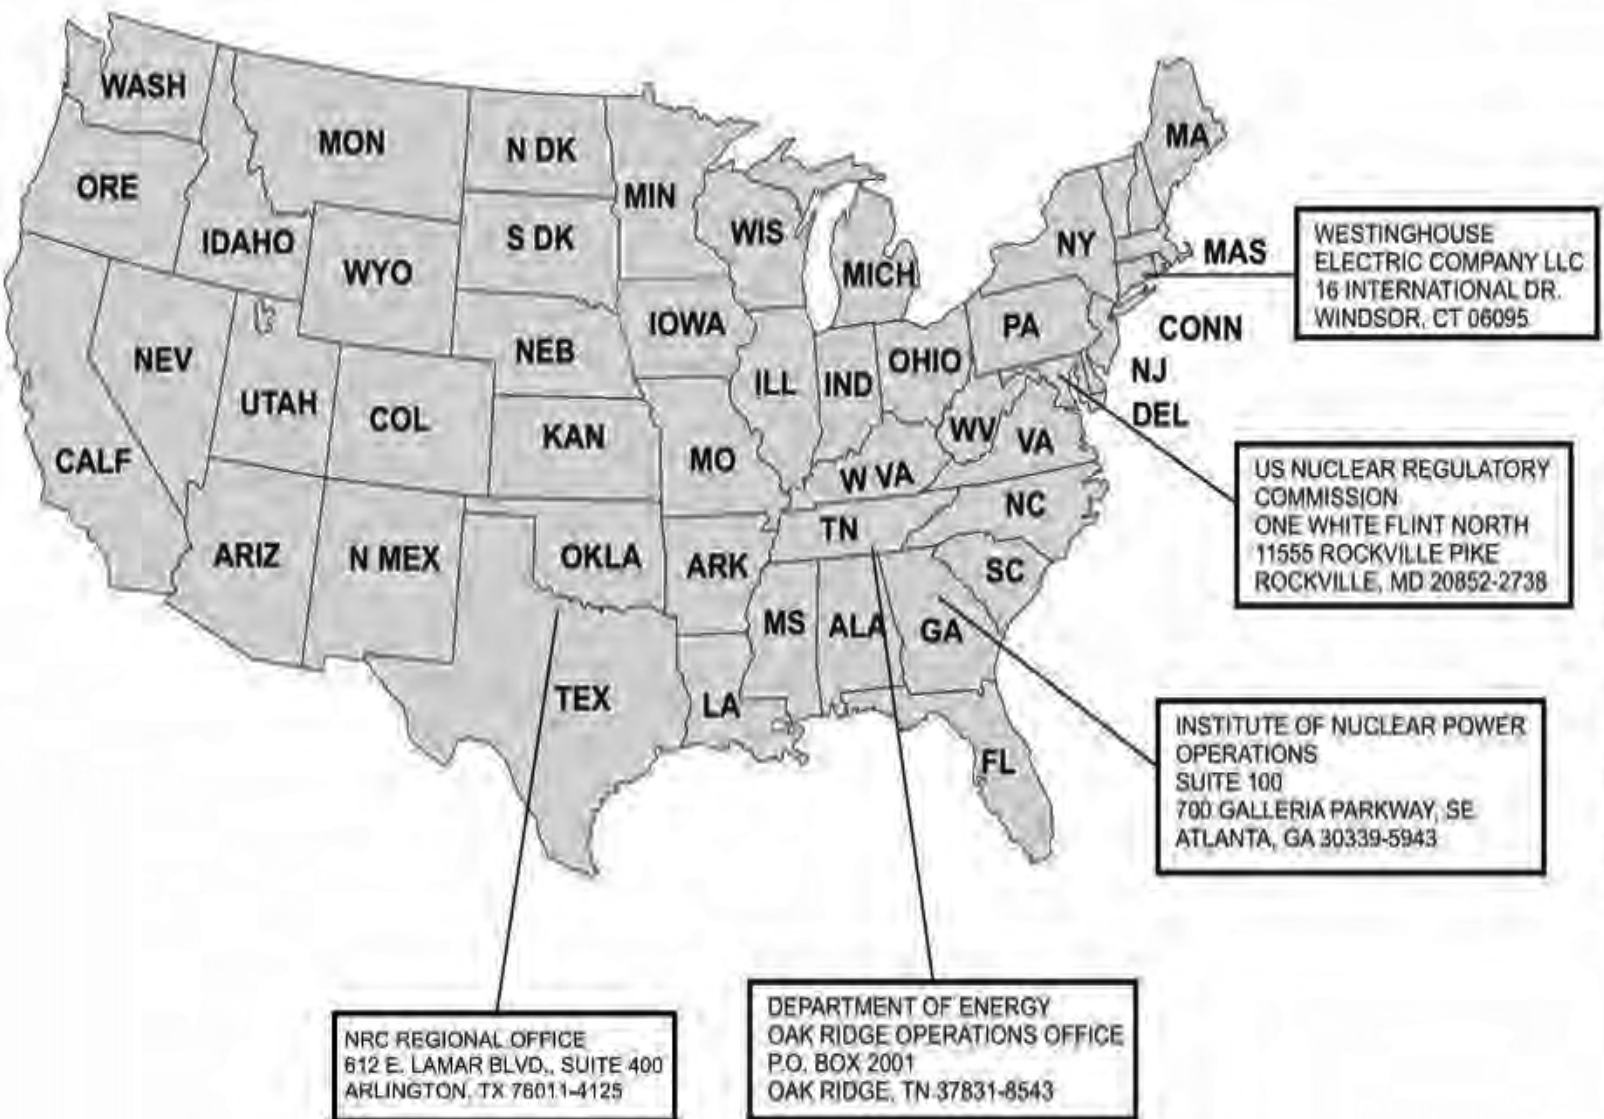 WASH
MON
N DK
MIN
MA
ORE
IDAHO
WYO
S DK
WIS
MICH
NY
MAS
WESTINGHOUSE
ELECTRIC COMPANY LLC
16 INTERNATIONAL DR.
WINDSOR, CT 06095
NEV
UTAH
COL
NEB
IOWA
ILL
IND
OHIO
PA
CONN
NJ
DEL
CALF
KAN
MO
W VA
WV
VA
US NUCLEAR REGULATORY
COMMISSION
ONE WHITE FLINT NORTH
11555 ROCKVILLE PIKE
ROCKVILLE, MD 20852-2738
ARIZ
N MEX
OKLA
ARK
TN
NC
SC
TEX
LA
MS
ALA
GA
FL
INSTITUTE OF NUCLEAR POWER
OPERATIONS
SUITE 100
700 GALLERIA PARKWAY, SE
ATLANTA, GA 30339-5943
NRC REGIONAL OFFICE
612 E. LAMAR BLVD., SUITE 400
ARLINGTON, TX 76011-4125
DEPARTMENT OF ENERGY
OAK RIDGE OPERATIONS OFFICE
P.O. BOX 2001
OAK RIDGE, TN 37831-8543